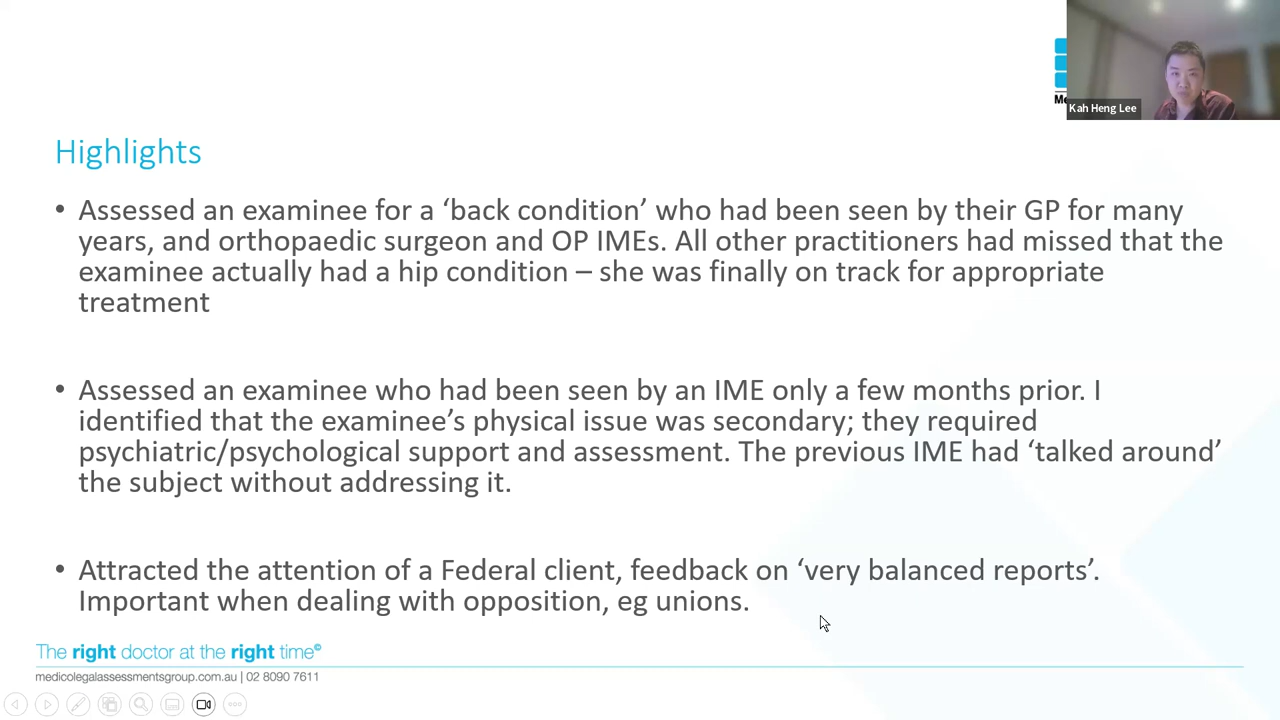 Me
Kah Heng Lee
Highlights
• Assessed an examinee for a ‘back condition’ who had been seen by their GP for many
years, and orthopaedic surgeon and OP IMEs. All other practitioners had missed that the
examinee actually had a hip condition – she was finally on track for appropriate
treatment
• Assessed an examinee who had been seen by an IME only a few months prior. I
identified that the examinee’s physical issue was secondary; they required
psychiatric/psychological support and assessment. The previous IME had ‘talked around’
the subject without addressing it.
• Attracted the attention of a Federal client, feedback on ‘very balanced reports’.
Important when dealing with opposition, eg unions.
The right doctor at the right time©
medicolegalassessmentsgroup.com.au | 02 8090 7611